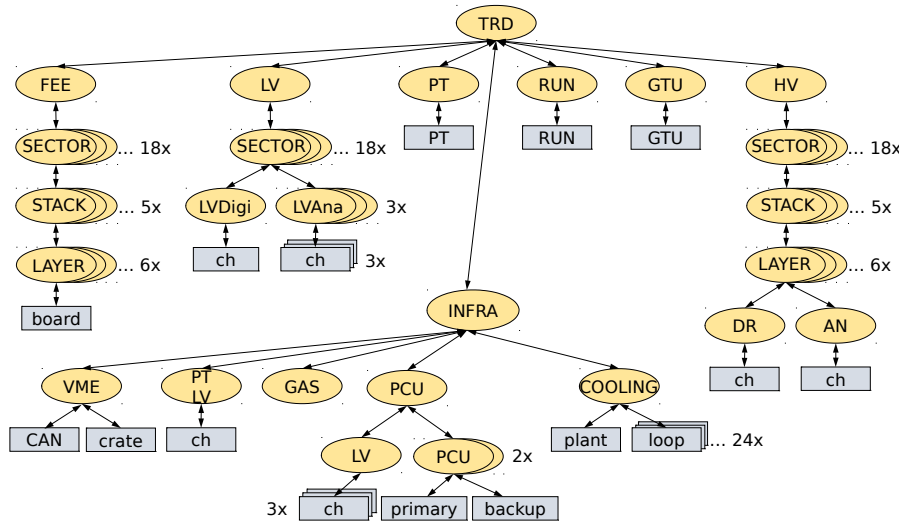 TRD
FEE LV PT RUN GTU HV
SECTOR ... 18x SECTOR ... 18x PT RUN GTU SECTOR ... 18x
STACK ... 5x LVDigi LVAna 3x STACK ... 5x
LAYER ... 6x ch ch 3x LAYER ... 6x
board INFRA DR AN
ch ch
VME PT LV GAS PCU COOLING
CAN crate ch plant loop ... 24x
LV PCU 2x
3x ch primary backup